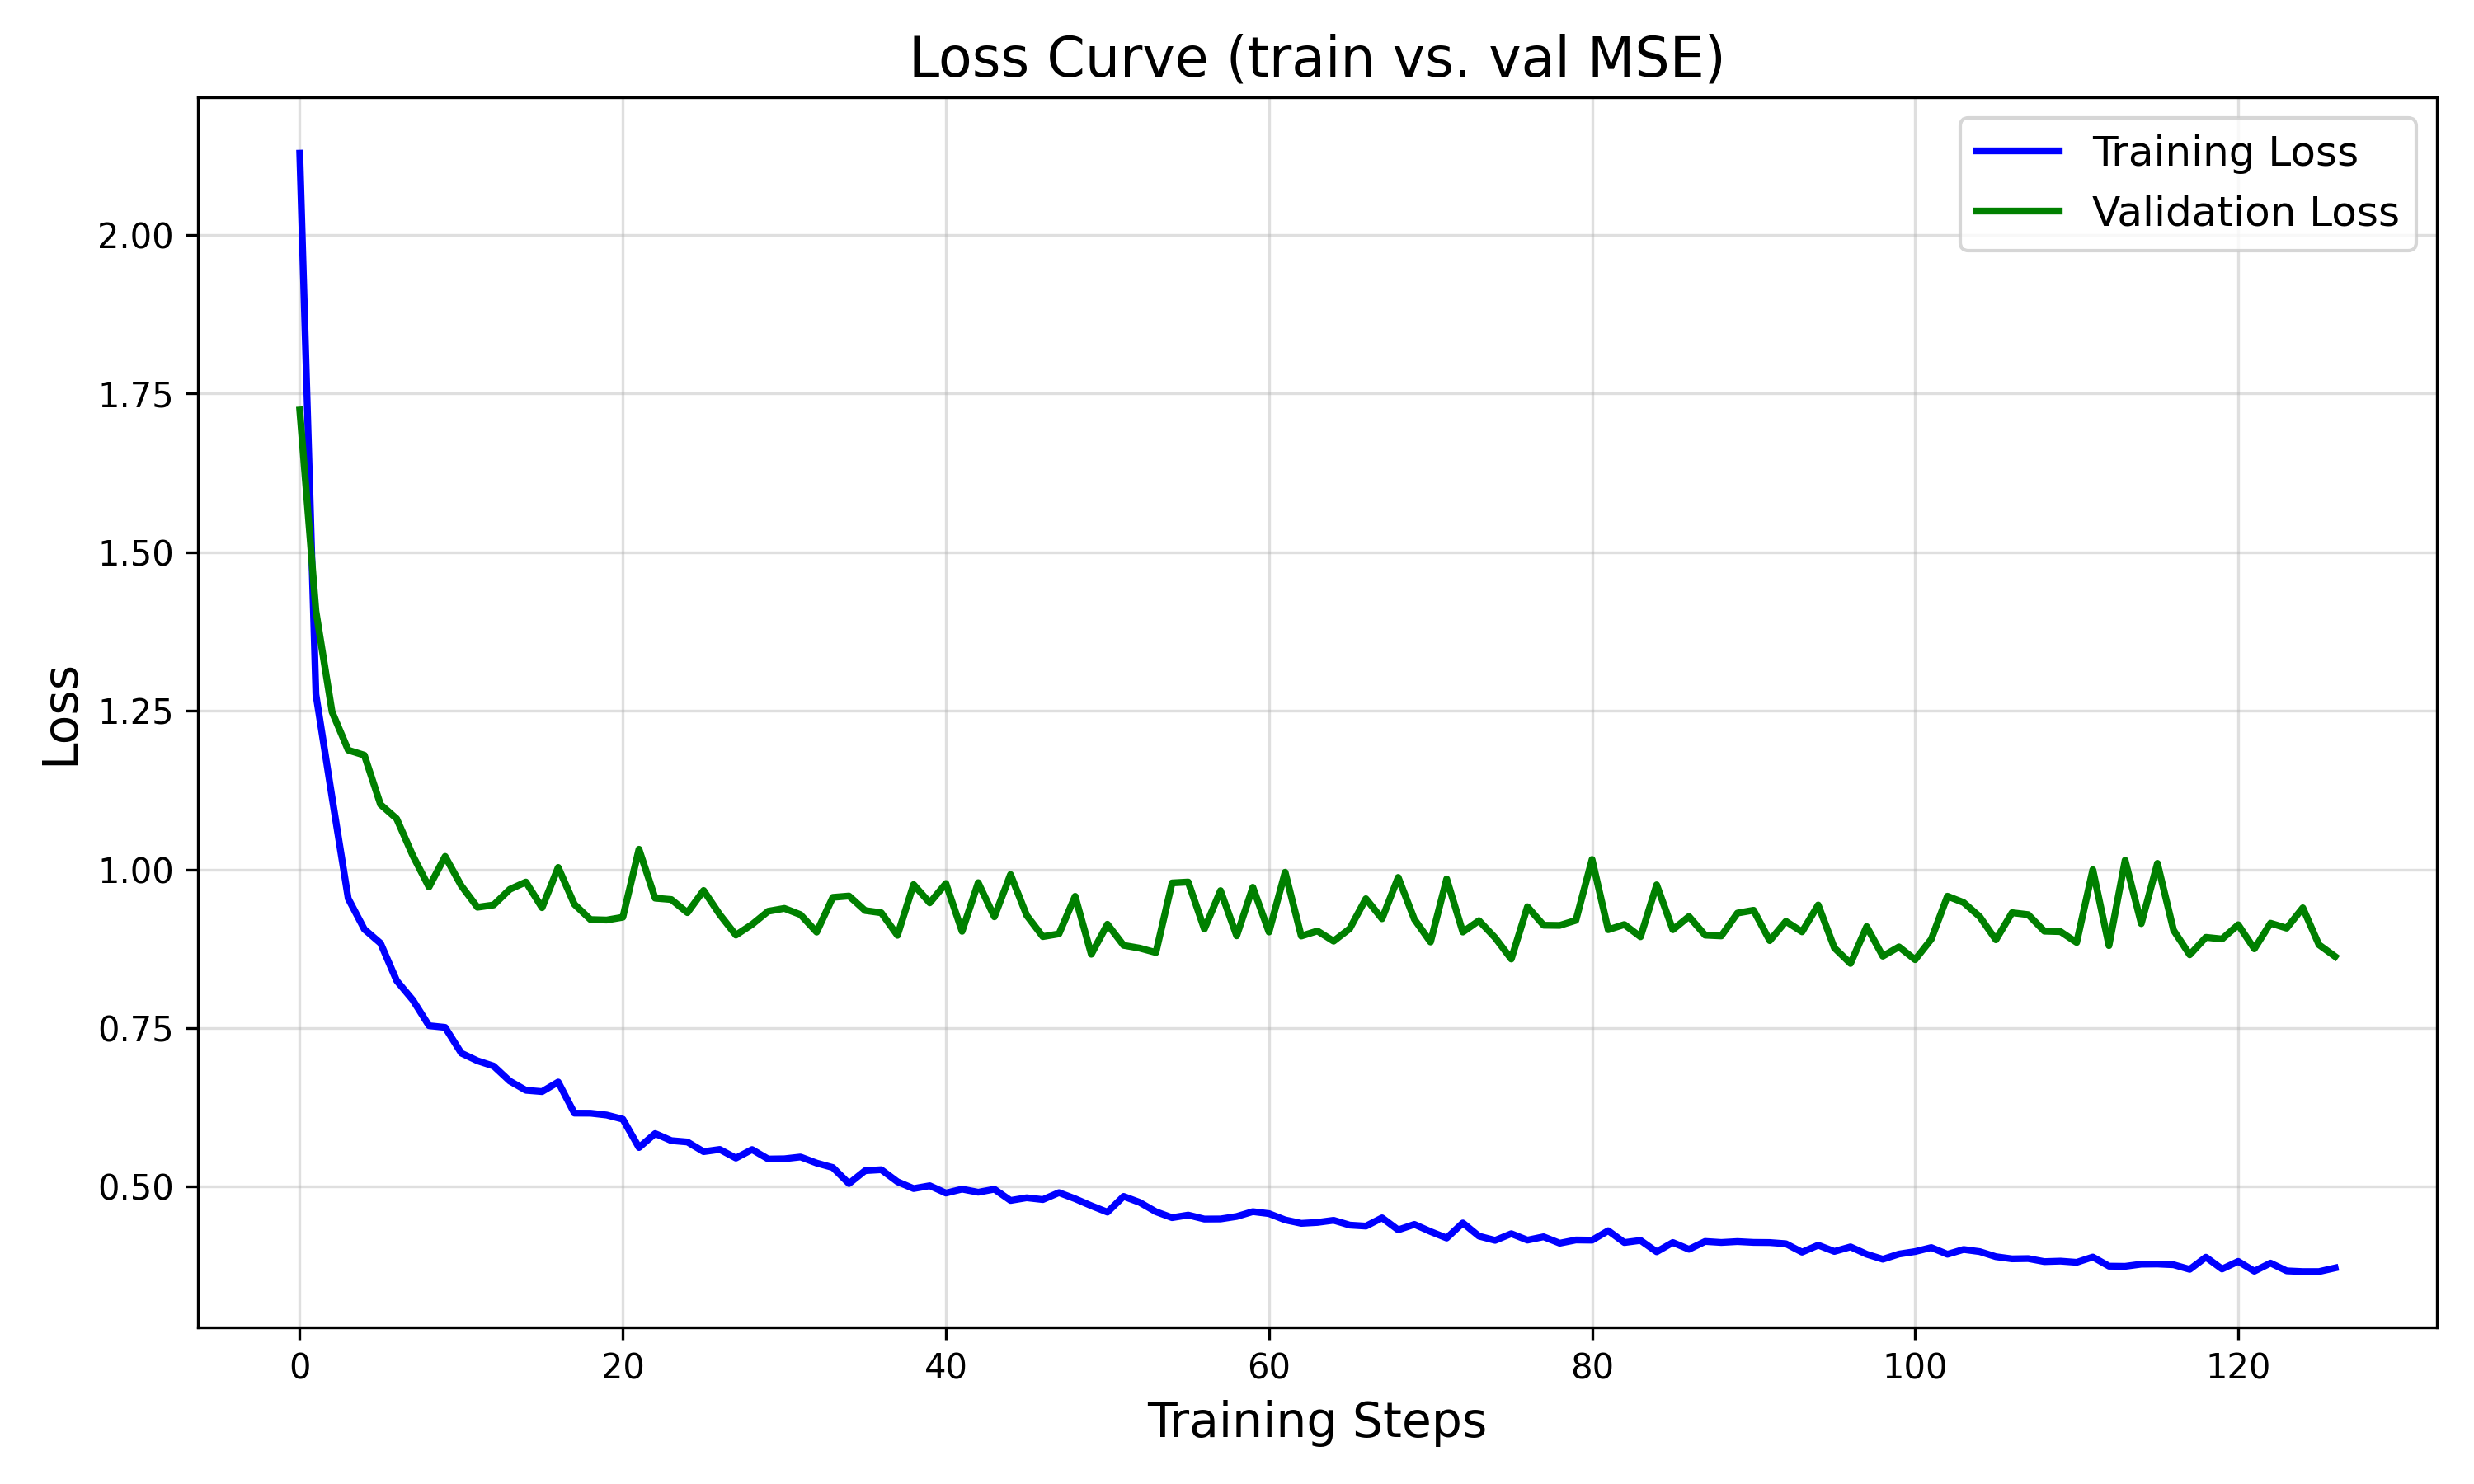 Loss Curve (train vs. val MSE)
Training Loss
Validation Loss
2.00
1.75
1.50
1.25
1.00
0.75
0.50
Loss
0 20 40 60 80 100 120
Training Steps